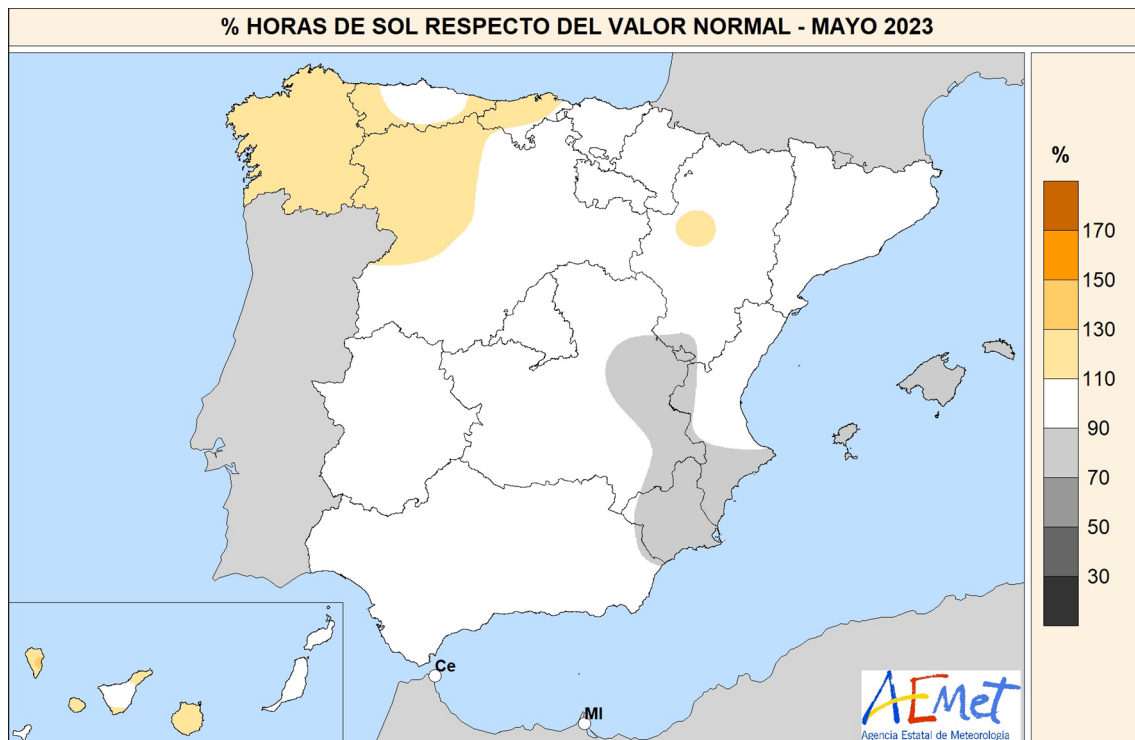 % HORAS DE SOL RESPECTO DEL VALOR NORMAL - MAYO 2023
%
170
150
130
110
90
70
50
30
Ce
Ml
AEMet
Agencia Estatal de Meteorología